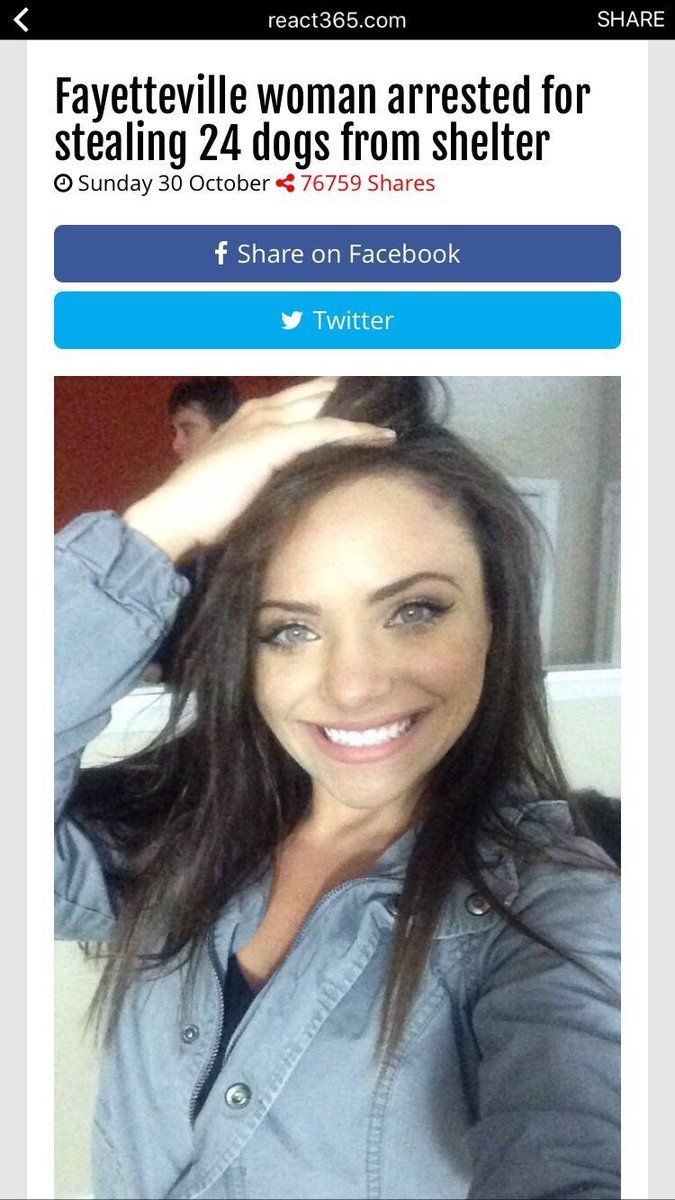 react365.com
SHARE
Fayetteville woman arrested for
stealing 24 dogs from shelter
Sunday 30 October 76759 Shares
Share on Facebook
Twitter